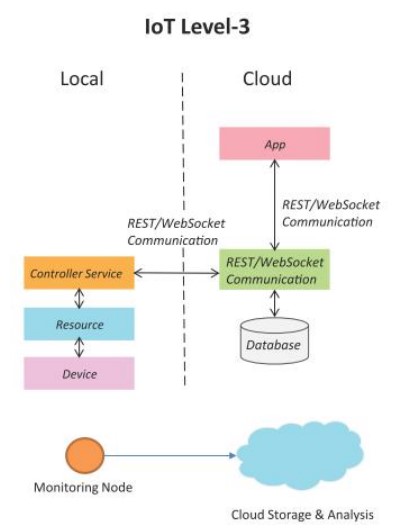 IoT Level-3
Local
Cloud
App
REST/WebSocket
Communication
REST/WebSocket
Communication
Controller Service
REST/WebSocket
Communication
Resource
Database
Device
Monitoring Node
Cloud Storage & Analysis